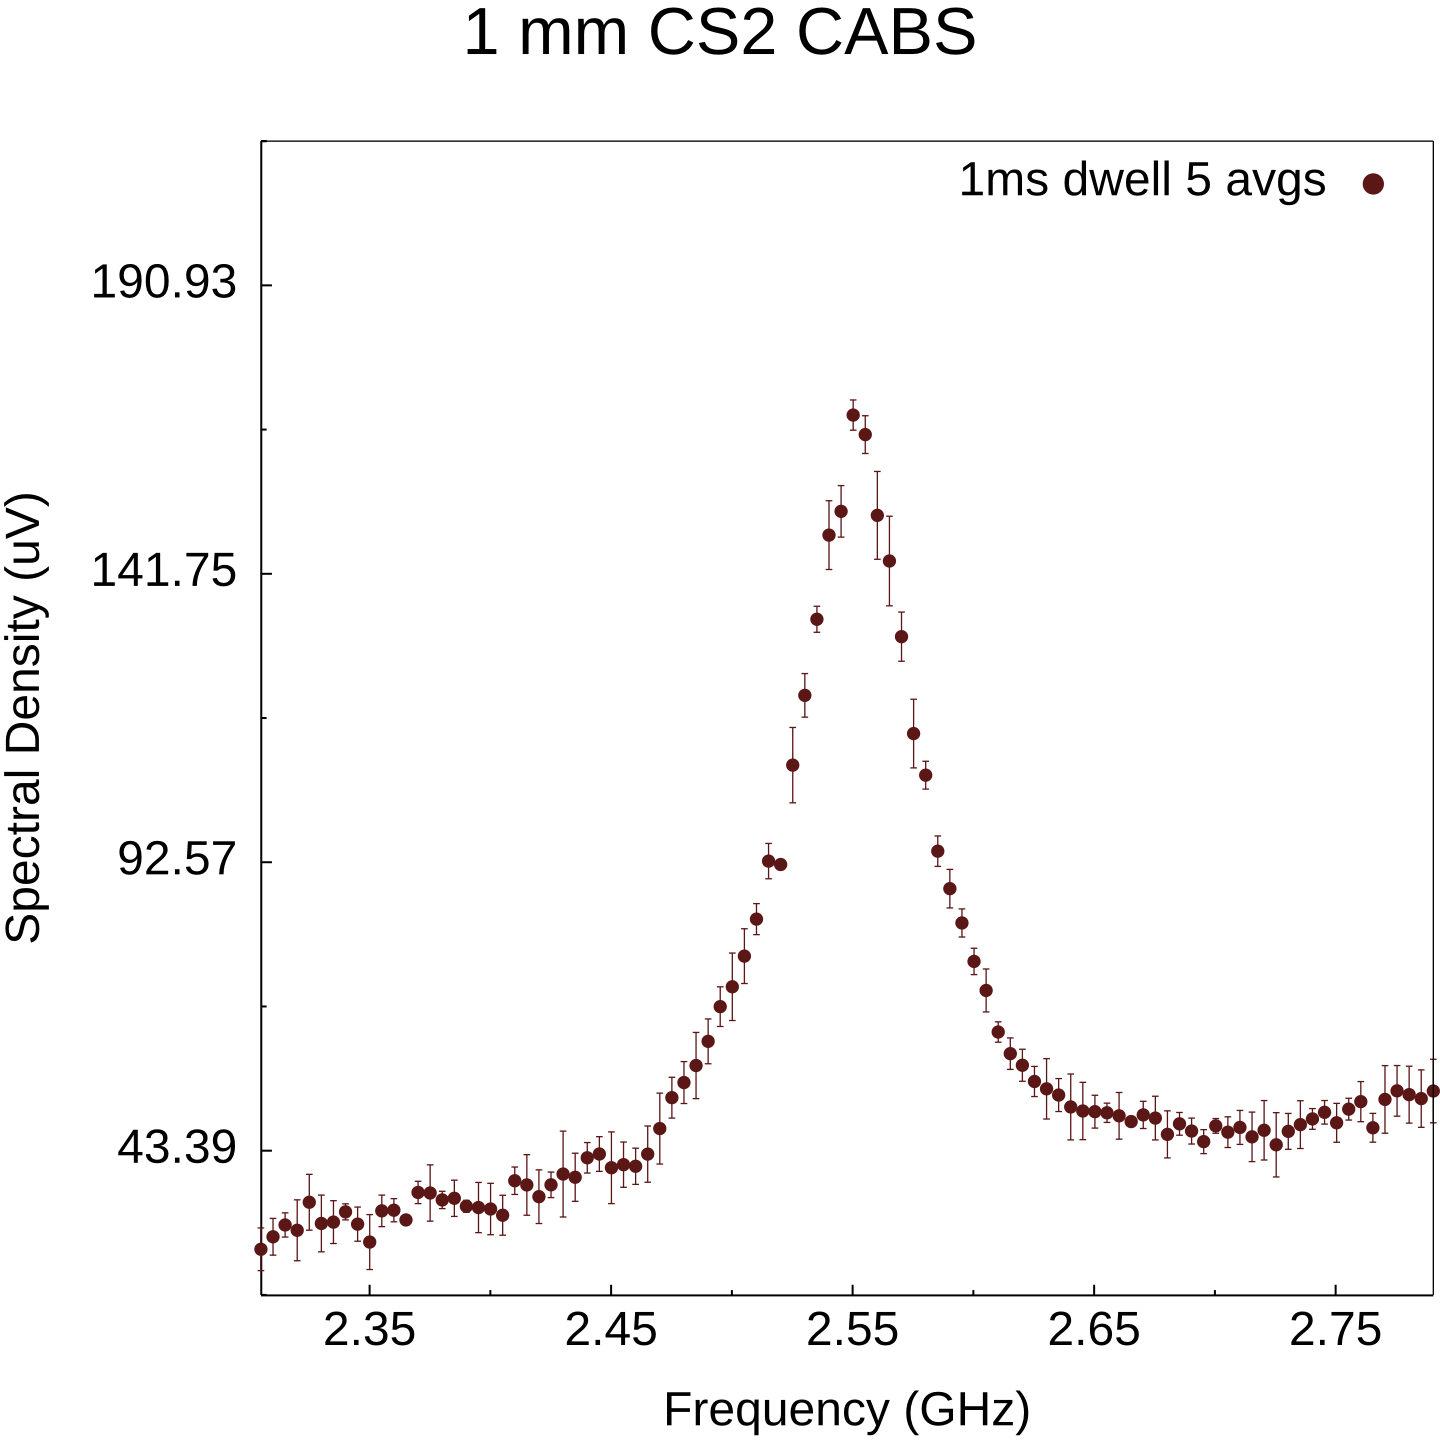 1 mm CS2 CABS
1ms dwell 5 avgs
190.93
141.75
92.57
43.39
Spectral Density (uV)
2.35
2.45
2.55
2.65
2.75
Frequency (GHz)